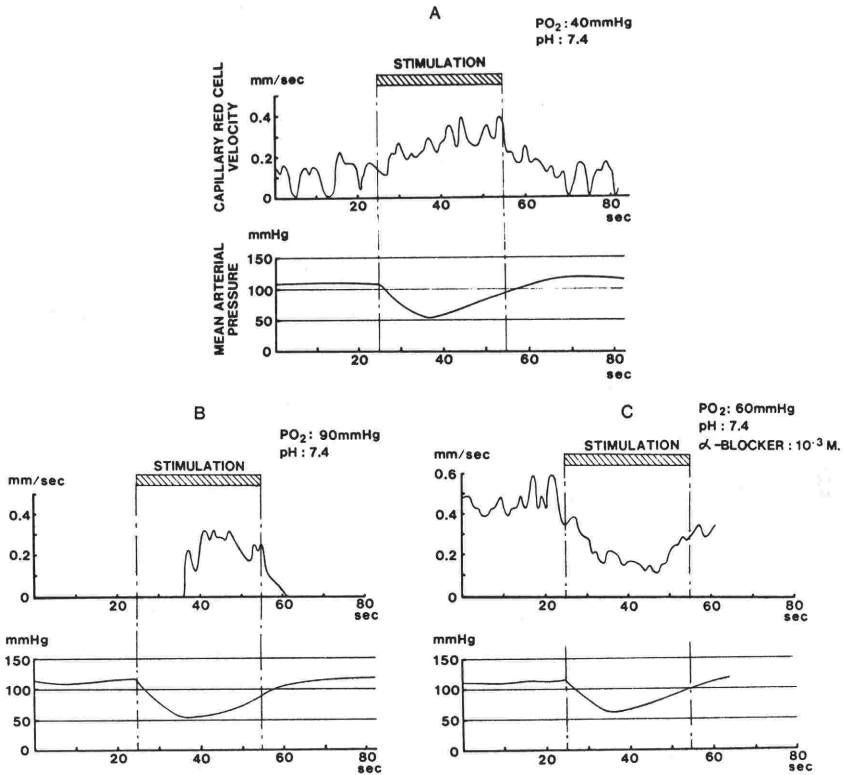 A
PO2: 40mmHg
pH : 7.4
STIMULATION
mm/sec
CAPILLARY RED CELL
VELOCITY
0.4
0.2
0
20
40
60
80
sec
mmHg
MEAN ARTERIAL
PRESSURE
150
100
50
0
20
40
60
80
sec
B
PO2: 90mmHg
pH : 7.4
STIMULATION
mm/sec
0.4
0.2
0
20
40
60
80
sec
mmHg
150
100
50
0
20
40
60
80
sec
C
PO2: 60mmHg
pH : 7.4
α-BLOCKER : 10-3 M.
STIMULATION
mm/sec
0.6
0.4
0.2
0
20
40
60
80
sec
mmHg
150
100
50
0
20
40
60
80
sec